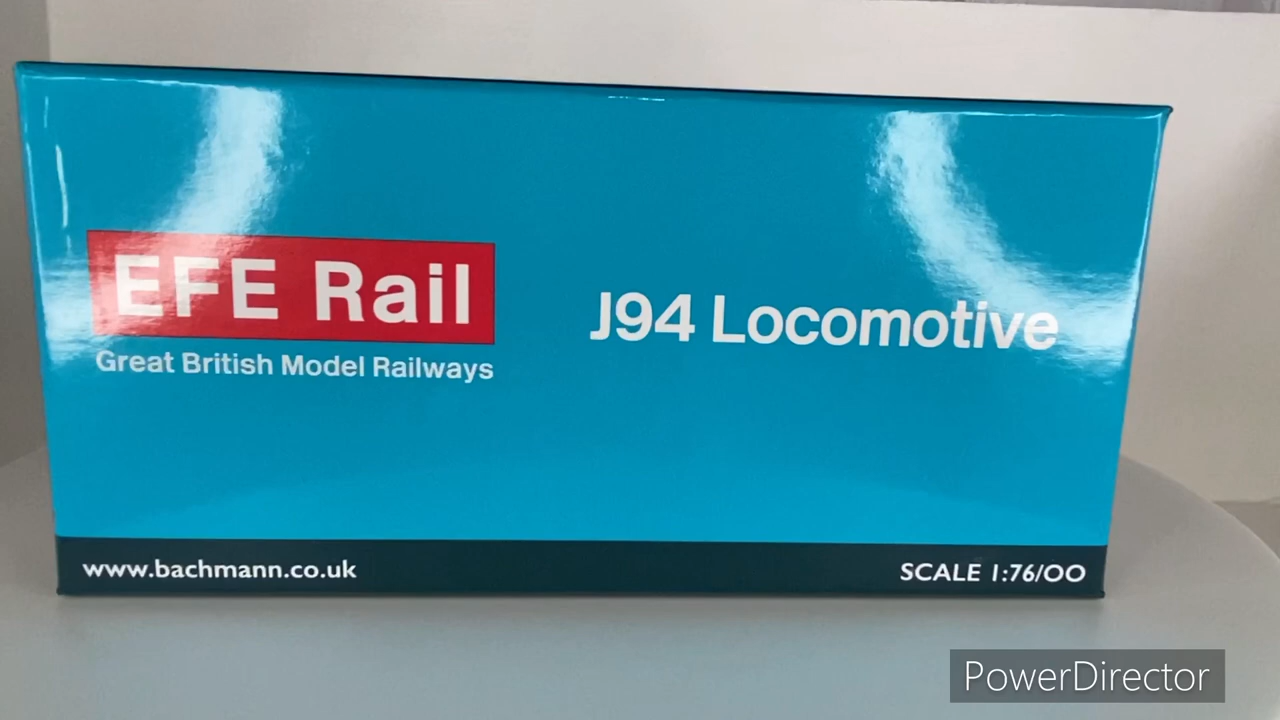 EFE Rail
Great British Model Railways
J94 Locomotive
www.bachmann.co.uk
SCALE 1:76/OO
PowerDirector